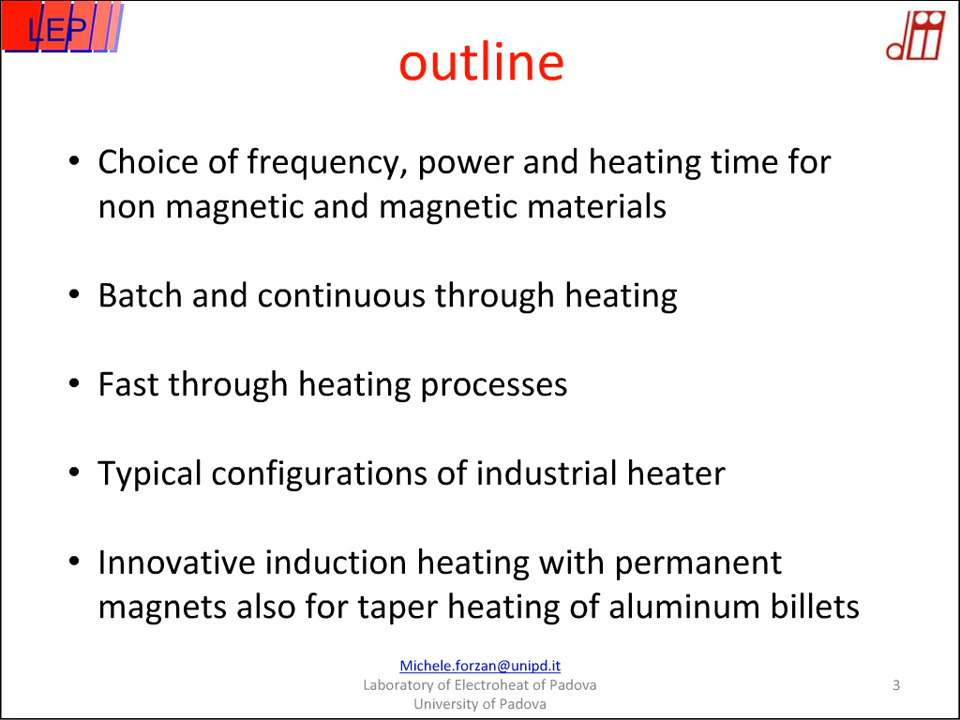 LEP
outline
• Choice of frequency, power and heating time for
non magnetic and magnetic materials
• Batch and continuous through heating
• Fast through heating processes
• Typical configurations of industrial heater
• Innovative induction heating with permanent
magnets also for taper heating of aluminum billets
Michele.forzan@unipd.it
Laboratory of Electroheat of Padova
University of Padova
3